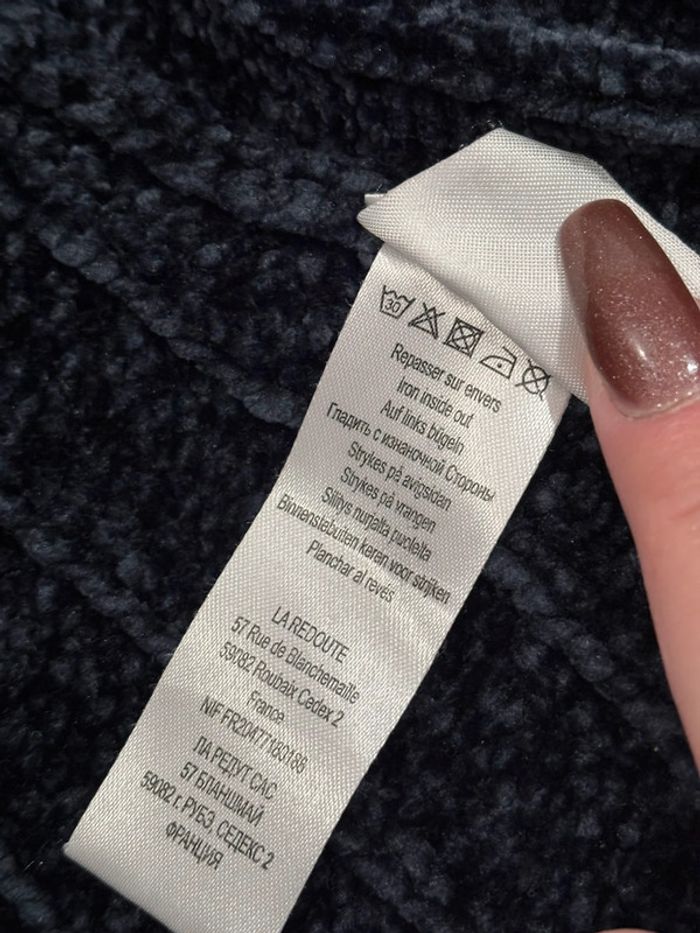 30
Repasser sur envers
Iron inside out
Auf links bügeln
Гладить с изнаночной Стороны
Strykes på avigsidan
Strykes på vrangen
Silitys nurjalta puolelta
Binnenstebuiten keren voor strijken
Planchar al revés
LA REDOUTE
57 Rue de Blanchemaille
59082 Roubaix Cedex 2
France
NIF FR20477180186
ЛА РЕДУТ САС
57 БЛАНШМАЙ
59082 г. РУБЭ, СЕДЕКС 2
ФРАНЦИЯ